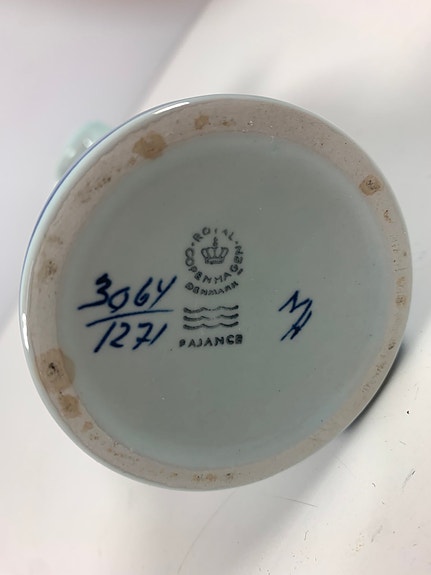 ROYAL
COPENHAGEN
DENMARK
3064
1271
FAJANCE